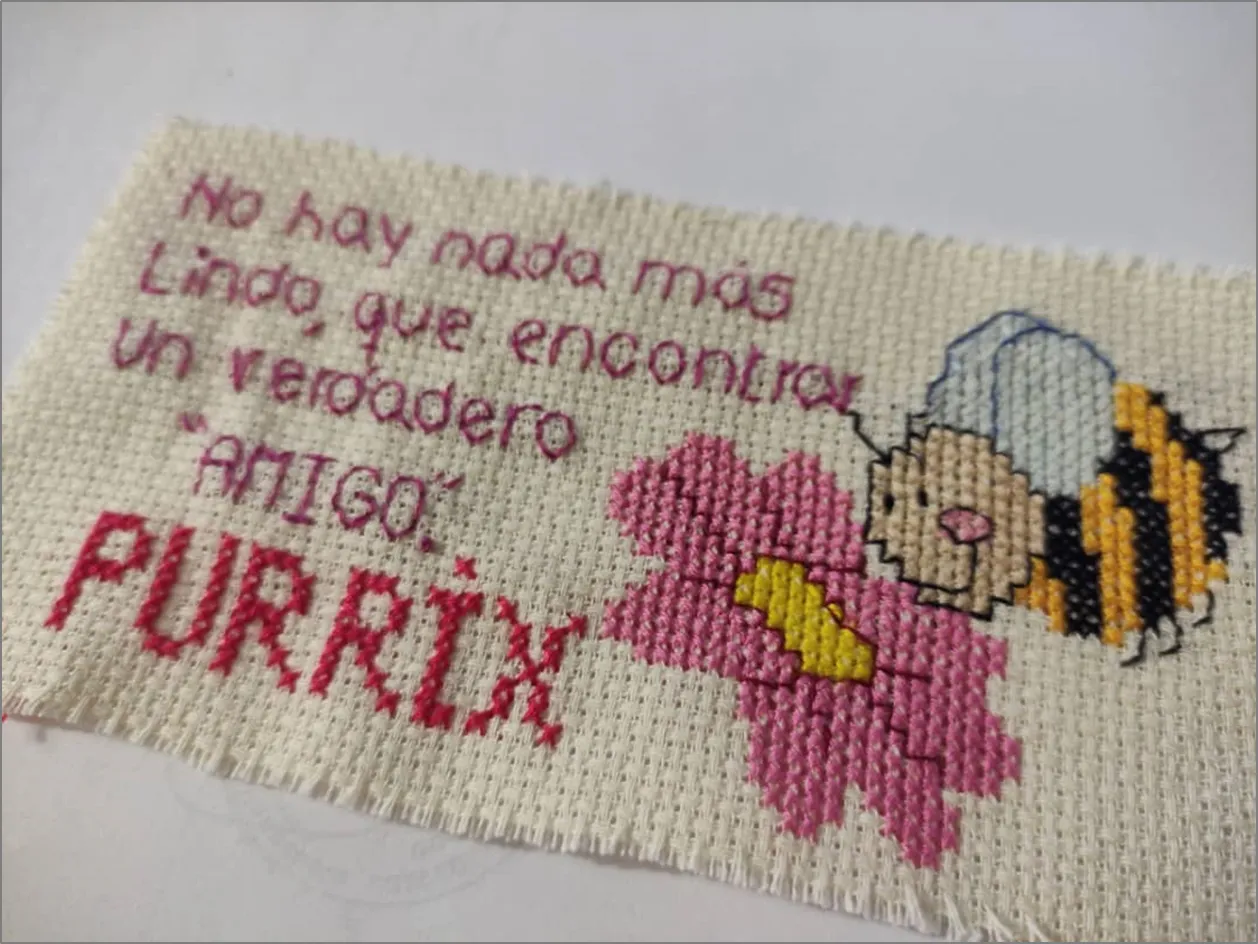 No hay nada más
Lindo, que encontrar
un verdadero
"AMIGO".
PURRiX